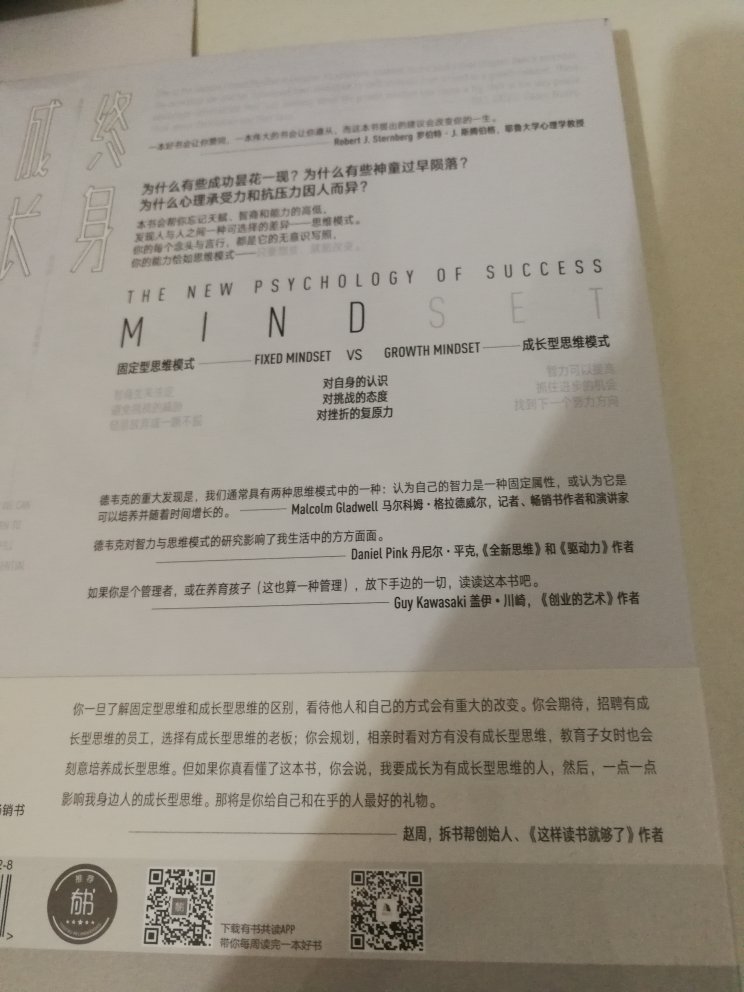 终身
成长
一本好书会让你赞同，一本伟大的书会让你遵从，而这本书提出的建议会改变你的一生。
Robert J. Sternberg 罗伯特·J. 斯腾伯格，耶鲁大学心理学教授
为什么有些成功昙花一现？为什么有些神童过早陨落？
为什么心理承受力和抗压力因人而异？
本书会帮你忘记天赋、智商和能力的高低，
发现人与人之间一种可选择的差异——思维模式。
你的每个念头与言行，都是它的无意识写照，
你的能力恰如思维模式——
THE NEW PSYCHOLOGY OF SUCCESS
MINDSET
固定型思维模式 —— FIXED MINDSET VS GROWTH MINDSET —— 成长型思维模式
对自身的认识 智力可以提高
对挑战的态度 抓住进步的机会
对挫折的复原力 找到下一个努力方向
德韦克的重大发现是，我们通常具有两种思维模式中的一种：认为自己的智力是一种固定属性，或认为它是
可以培养并随着时间增长的。—— Malcolm Gladwell 马尔科姆·格拉德威尔，记者、畅销书作者和演讲家
德韦克对智力与思维模式的研究影响了我生活中的方方面面。
—— Daniel Pink 丹尼尔·平克，《全新思维》和《驱动力》作者
如果你是个管理者，或在养育孩子（这也算一种管理），放下手边的一切，读读这本书吧。
—— Guy Kawasaki 盖伊·川崎，《创业的艺术》作者
你一旦了解固定型思维和成长型思维的区别，看待他人和自己的方式会有重大的改变。你会期待，招聘有成
长型思维的员工，选择有成长型思维的老板；你会规划，相亲时看对方有没有成长型思维，教育子女时也会
刻意培养成长型思维。但如果你真看懂了这本书，你会说，我要成长为有成长型思维的人，然后，一点一点
影响我身边人的成长型思维。那将是你给自己和在乎的人最好的礼物。
—— 赵周，拆书帮创始人、《这样读书就够了》作者
销书
2-8
推荐
有书
下载有书共读APP
带你每周读完一本好书